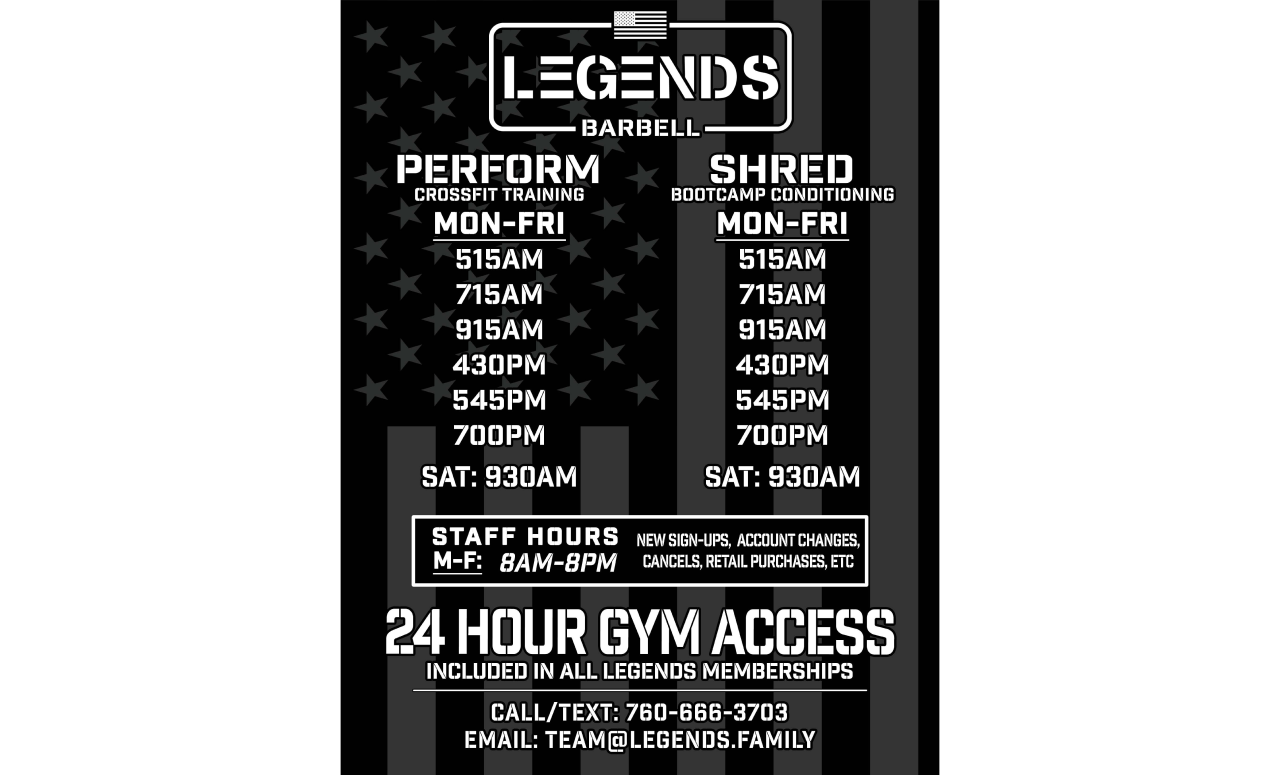 LEGENDS
BARBELL
PERFORM
CROSSFIT TRAINING
MON-FRI
515AM
715AM
915AM
430PM
545PM
700PM
SAT: 930AM
SHRED
BOOTCAMP CONDITIONING
MON-FRI
515AM
715AM
915AM
430PM
545PM
700PM
SAT: 930AM
STAFF HOURS
M-F: 8AM-8PM
NEW SIGN-UPS, ACCOUNT CHANGES,
CANCELS, RETAIL PURCHASES, ETC
24 HOUR GYM ACCESS
INCLUDED IN ALL LEGENDS MEMBERSHIPS
CALL/TEXT: 760-666-3703
EMAIL: TEAM@LEGENDS.FAMILY